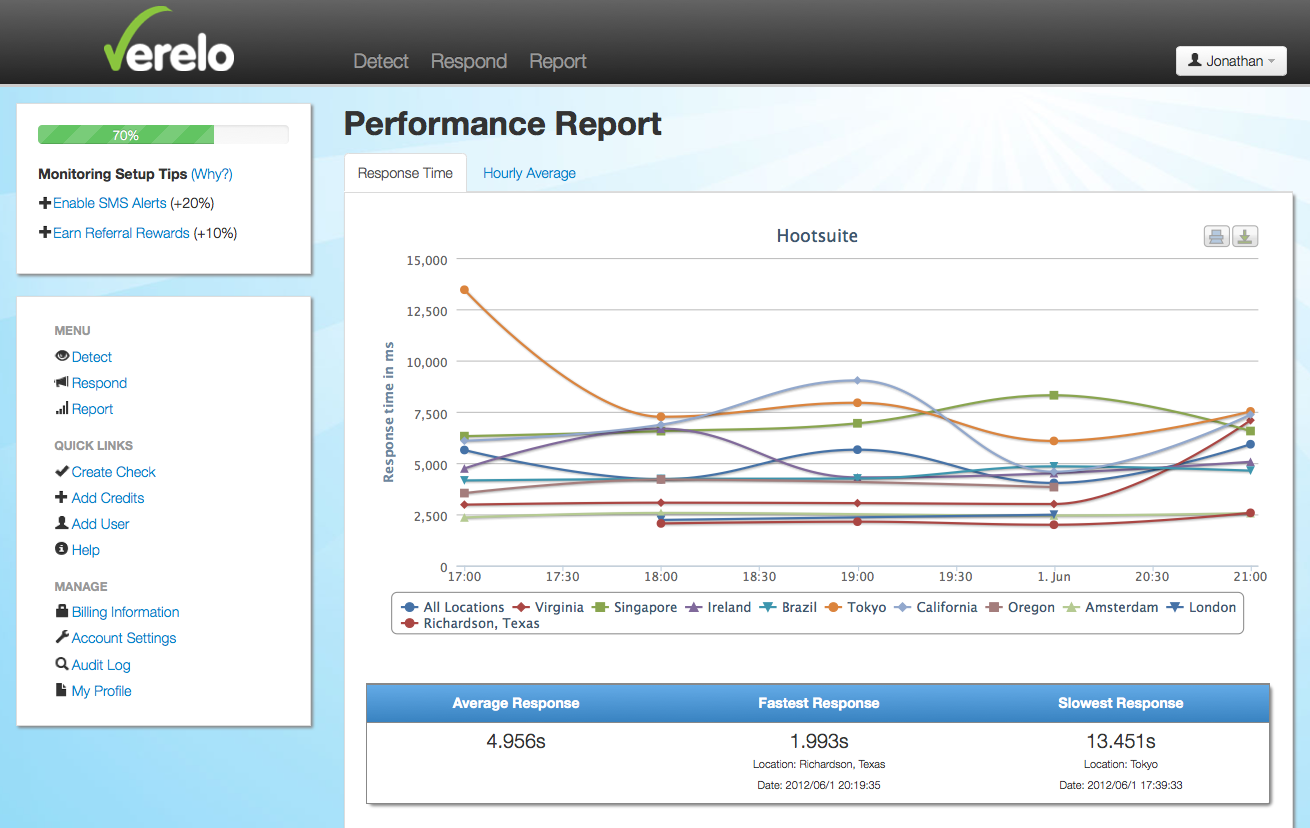 Verelo
Detect Respond Report
Jonathan
70%
Monitoring Setup Tips (Why?)
Enable SMS Alerts (+20%)
Earn Referral Rewards (+10%)
MENU
Detect
Respond
Report
QUICK LINKS
Create Check
Add Credits
Add User
Help
MANAGE
Billing Information
Account Settings
Audit Log
My Profile
Performance Report
Response Time Hourly Average
Hootsuite
Response time in ms
15,000
12,500
10,000
7,500
5,000
2,500
0
17:00 17:30 18:00 18:30 19:00 19:30 1. Jun 20:30 21:00
All Locations Virginia Singapore Ireland Brazil Tokyo California Oregon Amsterdam London
Richardson, Texas
Average Response Fastest Response Slowest Response
4.956s 1.993s 13.451s
Location: Richardson, Texas Location: Tokyo
Date: 2012/06/1 20:19:35 Date: 2012/06/1 17:39:33